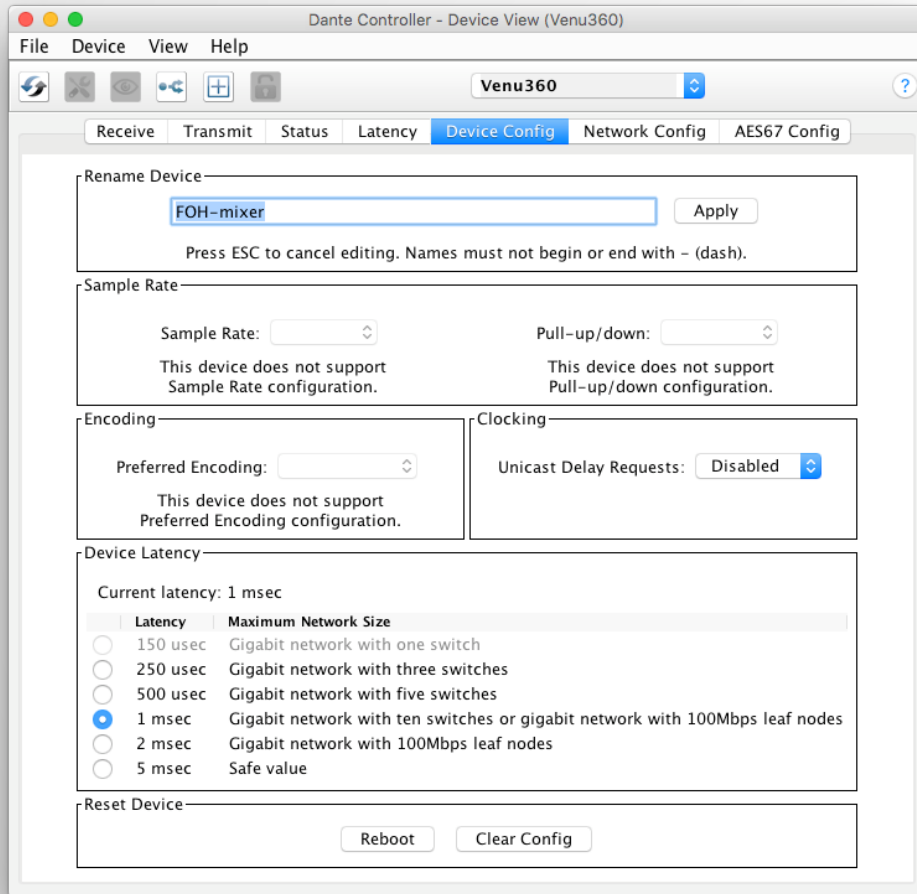 Dante Controller - Device View (Venu360)
File Device View Help
Venu360
?
Receive Transmit Status Latency Device Config Network Config AES67 Config
Rename Device
FOH-mixer Apply
Press ESC to cancel editing. Names must not begin or end with - (dash).
Sample Rate
Sample Rate: Pull-up/down:
This device does not support This device does not support
Sample Rate configuration. Pull-up/down configuration.
Encoding Clocking
Preferred Encoding: Unicast Delay Requests: Disabled
This device does not support
Preferred Encoding configuration.
Device Latency
Current latency: 1 msec
Latency Maximum Network Size
150 usec Gigabit network with one switch
250 usec Gigabit network with three switches
500 usec Gigabit network with five switches
1 msec Gigabit network with ten switches or gigabit network with 100Mbps leaf nodes
2 msec Gigabit network with 100Mbps leaf nodes
5 msec Safe value
Reset Device
Reboot Clear Config